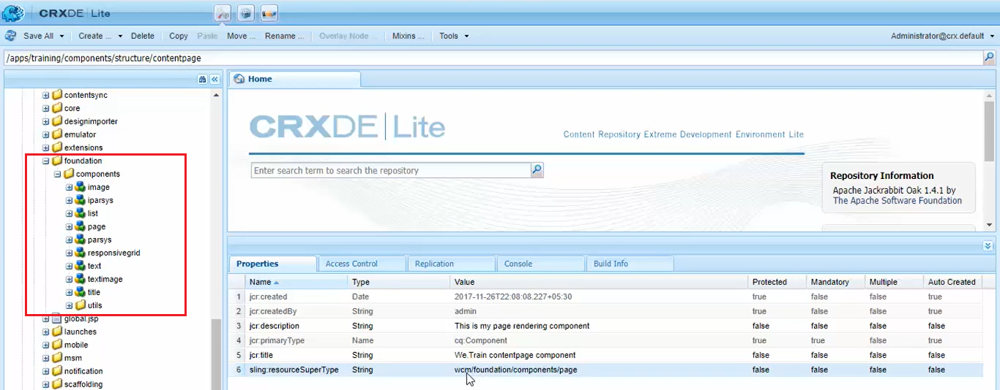 CRXDE | Lite
Save All Create ... Delete Copy Paste Move ... Rename ... Overlay Node ... Mixins ... Tools Administrator@crx.default
/apps/training/components/structure/contentpage
Home
contentsync
core
designimporter
emulator
extensions
foundation
components
image
iparsys
list
page
parsys
responsivegrid
text
textimage
title
utils
global.jsp
launches
mobile
msm
notification
scaffolding
CRXDE | Lite
Content Repository Extreme Development Environment Lite
Enter search term to search the repository
Repository Information
Apache Jackrabbit Oak 1.4.1 by
The Apache Software Foundation
Properties Access Control Replication Console Build Info
Name Type Value Protected Mandatory Multiple Auto Created
1 jcr:created Date 2017-11-26T22:08:08.227+05:30 true false false true
2 jcr:createdBy String admin true false false true
3 jcr:description String This is my page rendering component false false false false
4 jcr:primaryType Name cq:Component true true false true
5 jcr:title String We.Train contentpage component false false false false
6 sling:resourceSuperType String wcm/foundation/components/page false false false false